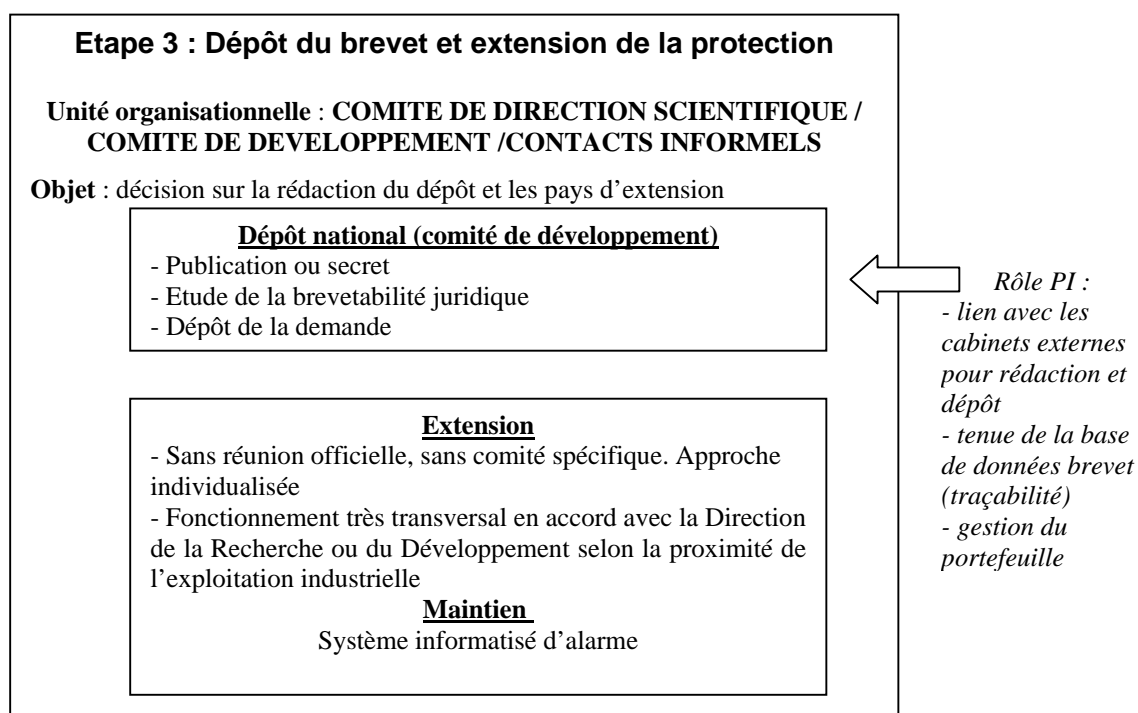 Etape 3 : Dépôt du brevet et extension de la protection
Unité organisationnelle : COMITE DE DIRECTION SCIENTIFIQUE /
COMITE DE DEVELOPPEMENT /CONTACTS INFORMELS
Objet : décision sur la rédaction du dépôt et les pays d’extension
Dépôt national (comité de développement)
- Publication ou secret
- Etude de la brevetabilité juridique
- Dépôt de la demande
Extension
- Sans réunion officielle, sans comité spécifique. Approche
individualisée
- Fonctionnement très transversal en accord avec la Direction
de la Recherche ou du Développement selon la proximité de
l’exploitation industrielle
Maintien
Système informatisé d’alarme
Rôle PI :
- lien avec les
cabinets externes
pour rédaction et
dépôt
- tenue de la base
de données brevet
(traçabilité)
- gestion du
portefeuille